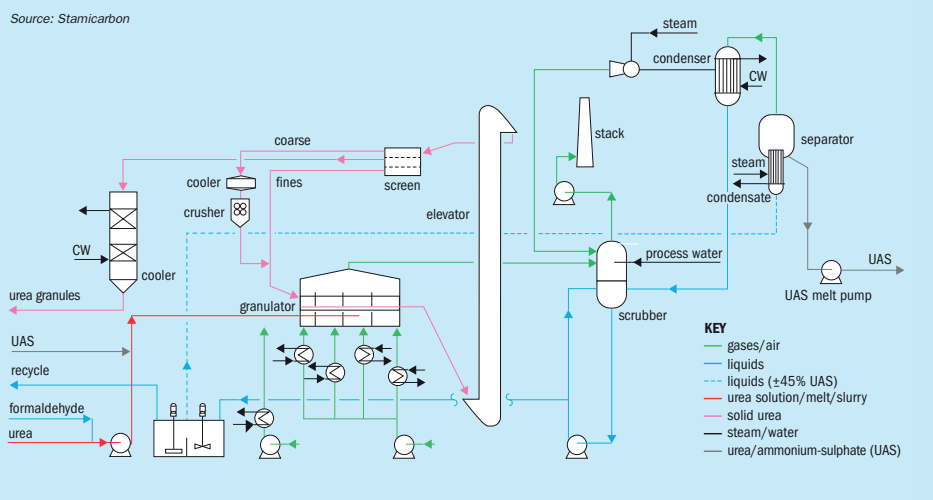 Source: Stamicarbon
steam
condenser
CW
stack
separator
coarse
steam
cooler
fines
screen
condensate
crusher
elevator
CW
process water
cooler
UAS
urea granules
granulator
UAS melt pump
scrubber
KEY
UAS
gases/air
recycle
liquids
liquids (±45% UAS)
formaldehyde
urea solution/melt/slurry
solid urea
urea
steam/water
urea/ammonium-sulphate (UAS)